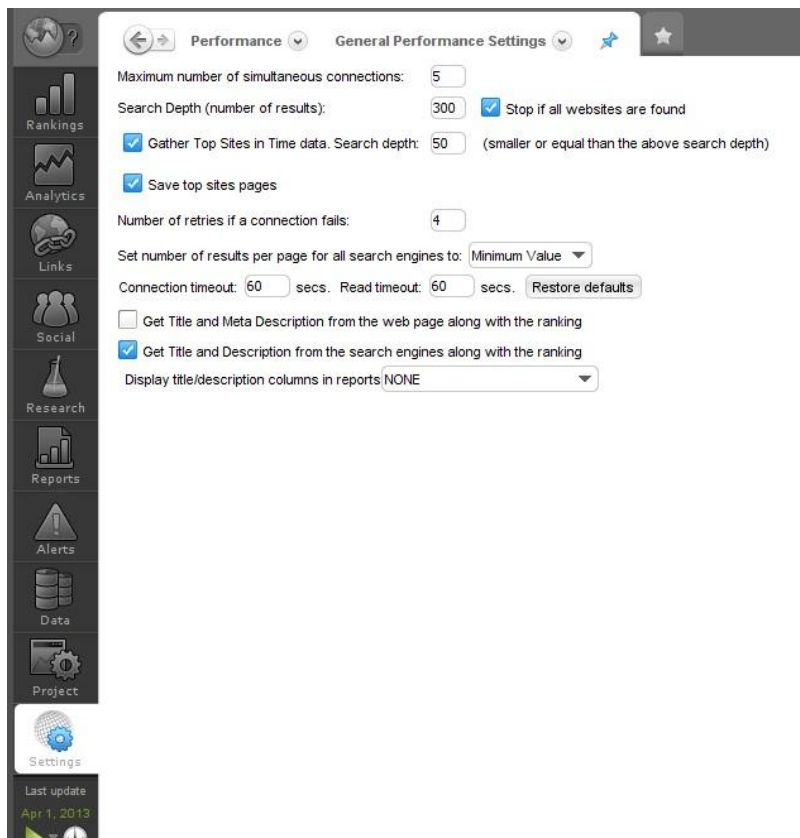 ?
Performance General Performance Settings
Maximum number of simultaneous connections: 5
Search Depth (number of results): 300 Stop if all websites are found
Gather Top Sites in Time data. Search depth: 50 (smaller or equal than the above search depth)
Save top sites pages
Number of retries if a connection fails: 4
Set number of results per page for all search engines to: Minimum Value
Connection timeout: 60 secs. Read timeout: 60 secs. Restore defaults
Get Title and Meta Description from the web page along with the ranking
Get Title and Description from the search engines along with the ranking
Display title/description columns in reports NONE
Rankings
Analytics
Links
Social
Research
Reports
Alerts
Data
Project
Settings
Last update
Apr 1, 2013